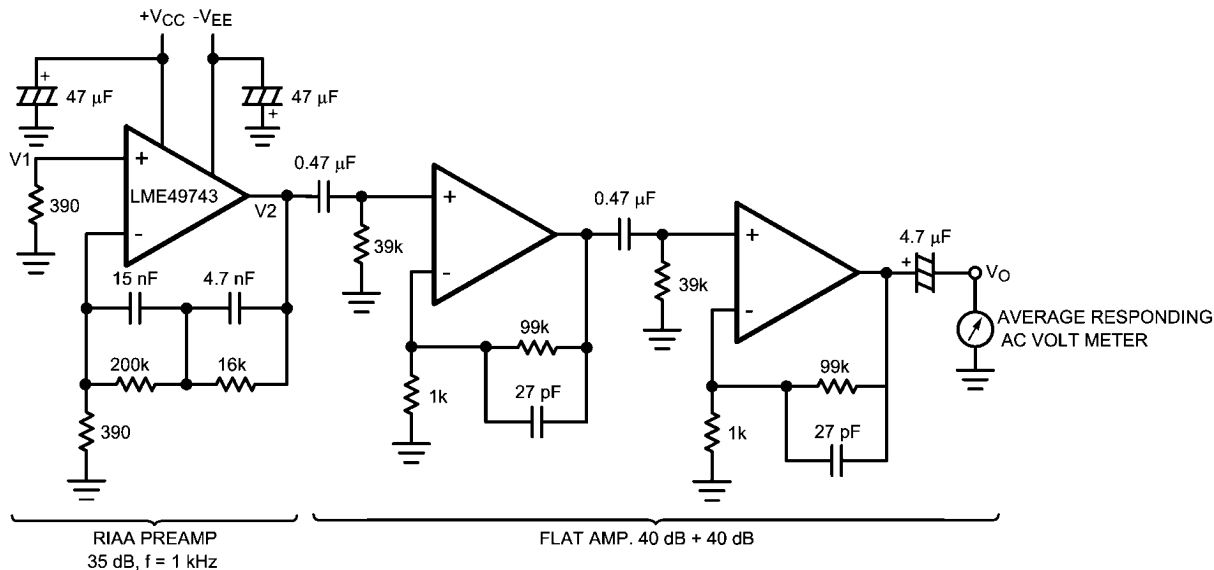 +VCC -VEE
+
47 µF
47 µF
+
V1
+
LME49743
-
390
V2
0.47 µF
39k
+
-
0.47 µF
39k
+
-
4.7 µF
+
VO
AVERAGE RESPONDING
AC VOLT METER
15 nF
4.7 nF
200k
16k
390
99k
27 pF
1k
99k
27 pF
1k
RIAA PREAMP
35 dB, f = 1 kHz
FLAT AMP. 40 dB + 40 dB